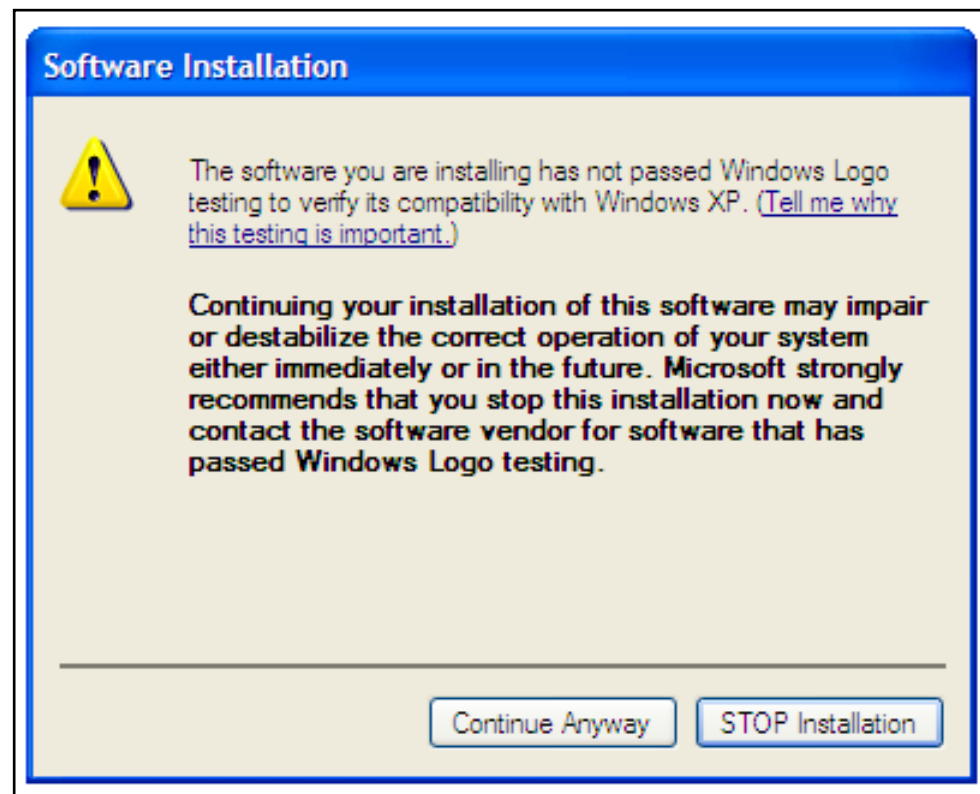 Software Installation
The software you are installing has not passed Windows Logo
testing to verify its compatibility with Windows XP. (Tell me why
this testing is important.)
Continuing your installation of this software may impair
or destabilize the correct operation of your system
either immediately or in the future. Microsoft strongly
recommends that you stop this installation now and
contact the software vendor for software that has
passed Windows Logo testing.
Continue Anyway
STOP Installation